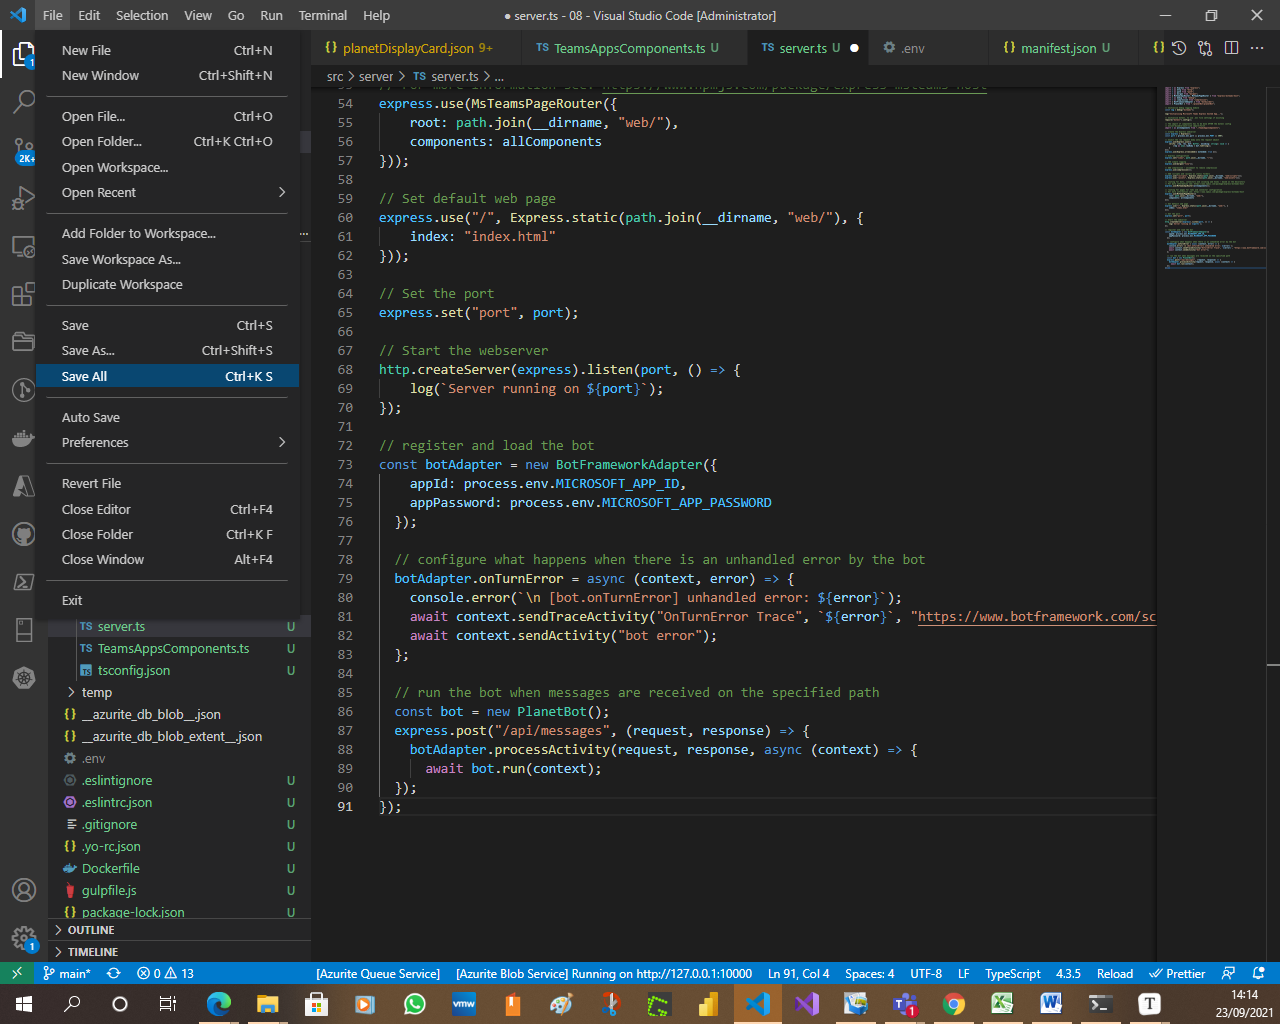 File Edit Selection View Go Run Terminal Help
● server.ts - 08 - Visual Studio Code [Administrator]
New File Ctrl+N
New Window Ctrl+Shift+N
Open File... Ctrl+O
Open Folder... Ctrl+K Ctrl+O
Open Workspace...
Open Recent
Add Folder to Workspace...
Save Workspace As...
Duplicate Workspace
Save Ctrl+S
Save As... Ctrl+Shift+S
Save All Ctrl+K S
Auto Save
Preferences
Revert File
Close Editor Ctrl+F4
Close Folder Ctrl+K F
Close Window Alt+F4
Exit
1
2K+
server.ts U
TeamsAppsComponents.ts U
tsconfig.json U
temp
__azurite_db_blob__.json
__azurite_db_blob_extent__.json
.env
.eslintignore U
.eslintrc.json U
.gitignore U
.yo-rc.json U
Dockerfile U
gulpfile.js U
package-lock.json U
OUTLINE
TIMELINE
1
{} planetDisplayCard.json 9+
TS TeamsAppsComponents.ts U
TS server.ts U ●
.env
{} manifest.json U
{}
src > server > TS server.ts > ...
54 express.use(MsTeamsPageRouter({
55 root: path.join(__dirname, "web/"),
56 components: allComponents
57 }));
58
59 // Set default web page
60 express.use("/", Express.static(path.join(__dirname, "web/"), {
61 index: "index.html"
62 }));
63
64 // Set the port
65 express.set("port", port);
66
67 // Start the webserver
68 http.createServer(express).listen(port, () => {
69 log(`Server running on ${port}`);
70 });
71
72 // register and load the bot
73 const botAdapter = new BotFrameworkAdapter({
74 appId: process.env.MICROSOFT_APP_ID,
75 appPassword: process.env.MICROSOFT_APP_PASSWORD
76 });
77
78 // configure what happens when there is an unhandled error by the bot
79 botAdapter.onTurnError = async (context, error) => {
80 console.error(`\n [bot.onTurnError] unhandled error: ${error}`);
81 await context.sendTraceActivity("OnTurnError Trace", `${error}`, "https://www.botframework.com/sc
82 await context.sendActivity("bot error");
83 };
84
85 // run the bot when messages are received on the specified path
86 const bot = new PlanetBot();
87 express.post("/api/messages", (request, response) => {
88 botAdapter.processActivity(request, response, async (context) => {
89 await bot.run(context);
90 });
91 });
main* 0 13 [Azurite Queue Service] [Azurite Blob Service] Running on http://127.0.0.1:10000 Ln 91, Col 4 Spaces: 4 UTF-8 LF TypeScript 4.3.5 Reload Prettier
vmw
1
T
14:14
23/09/2021